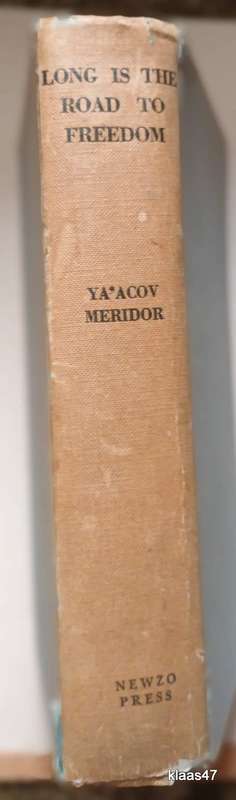 LONG IS THE
ROAD TO
FREEDOM
YA'ACOV
MERIDOR
NEWZO
PRESS
klaas47